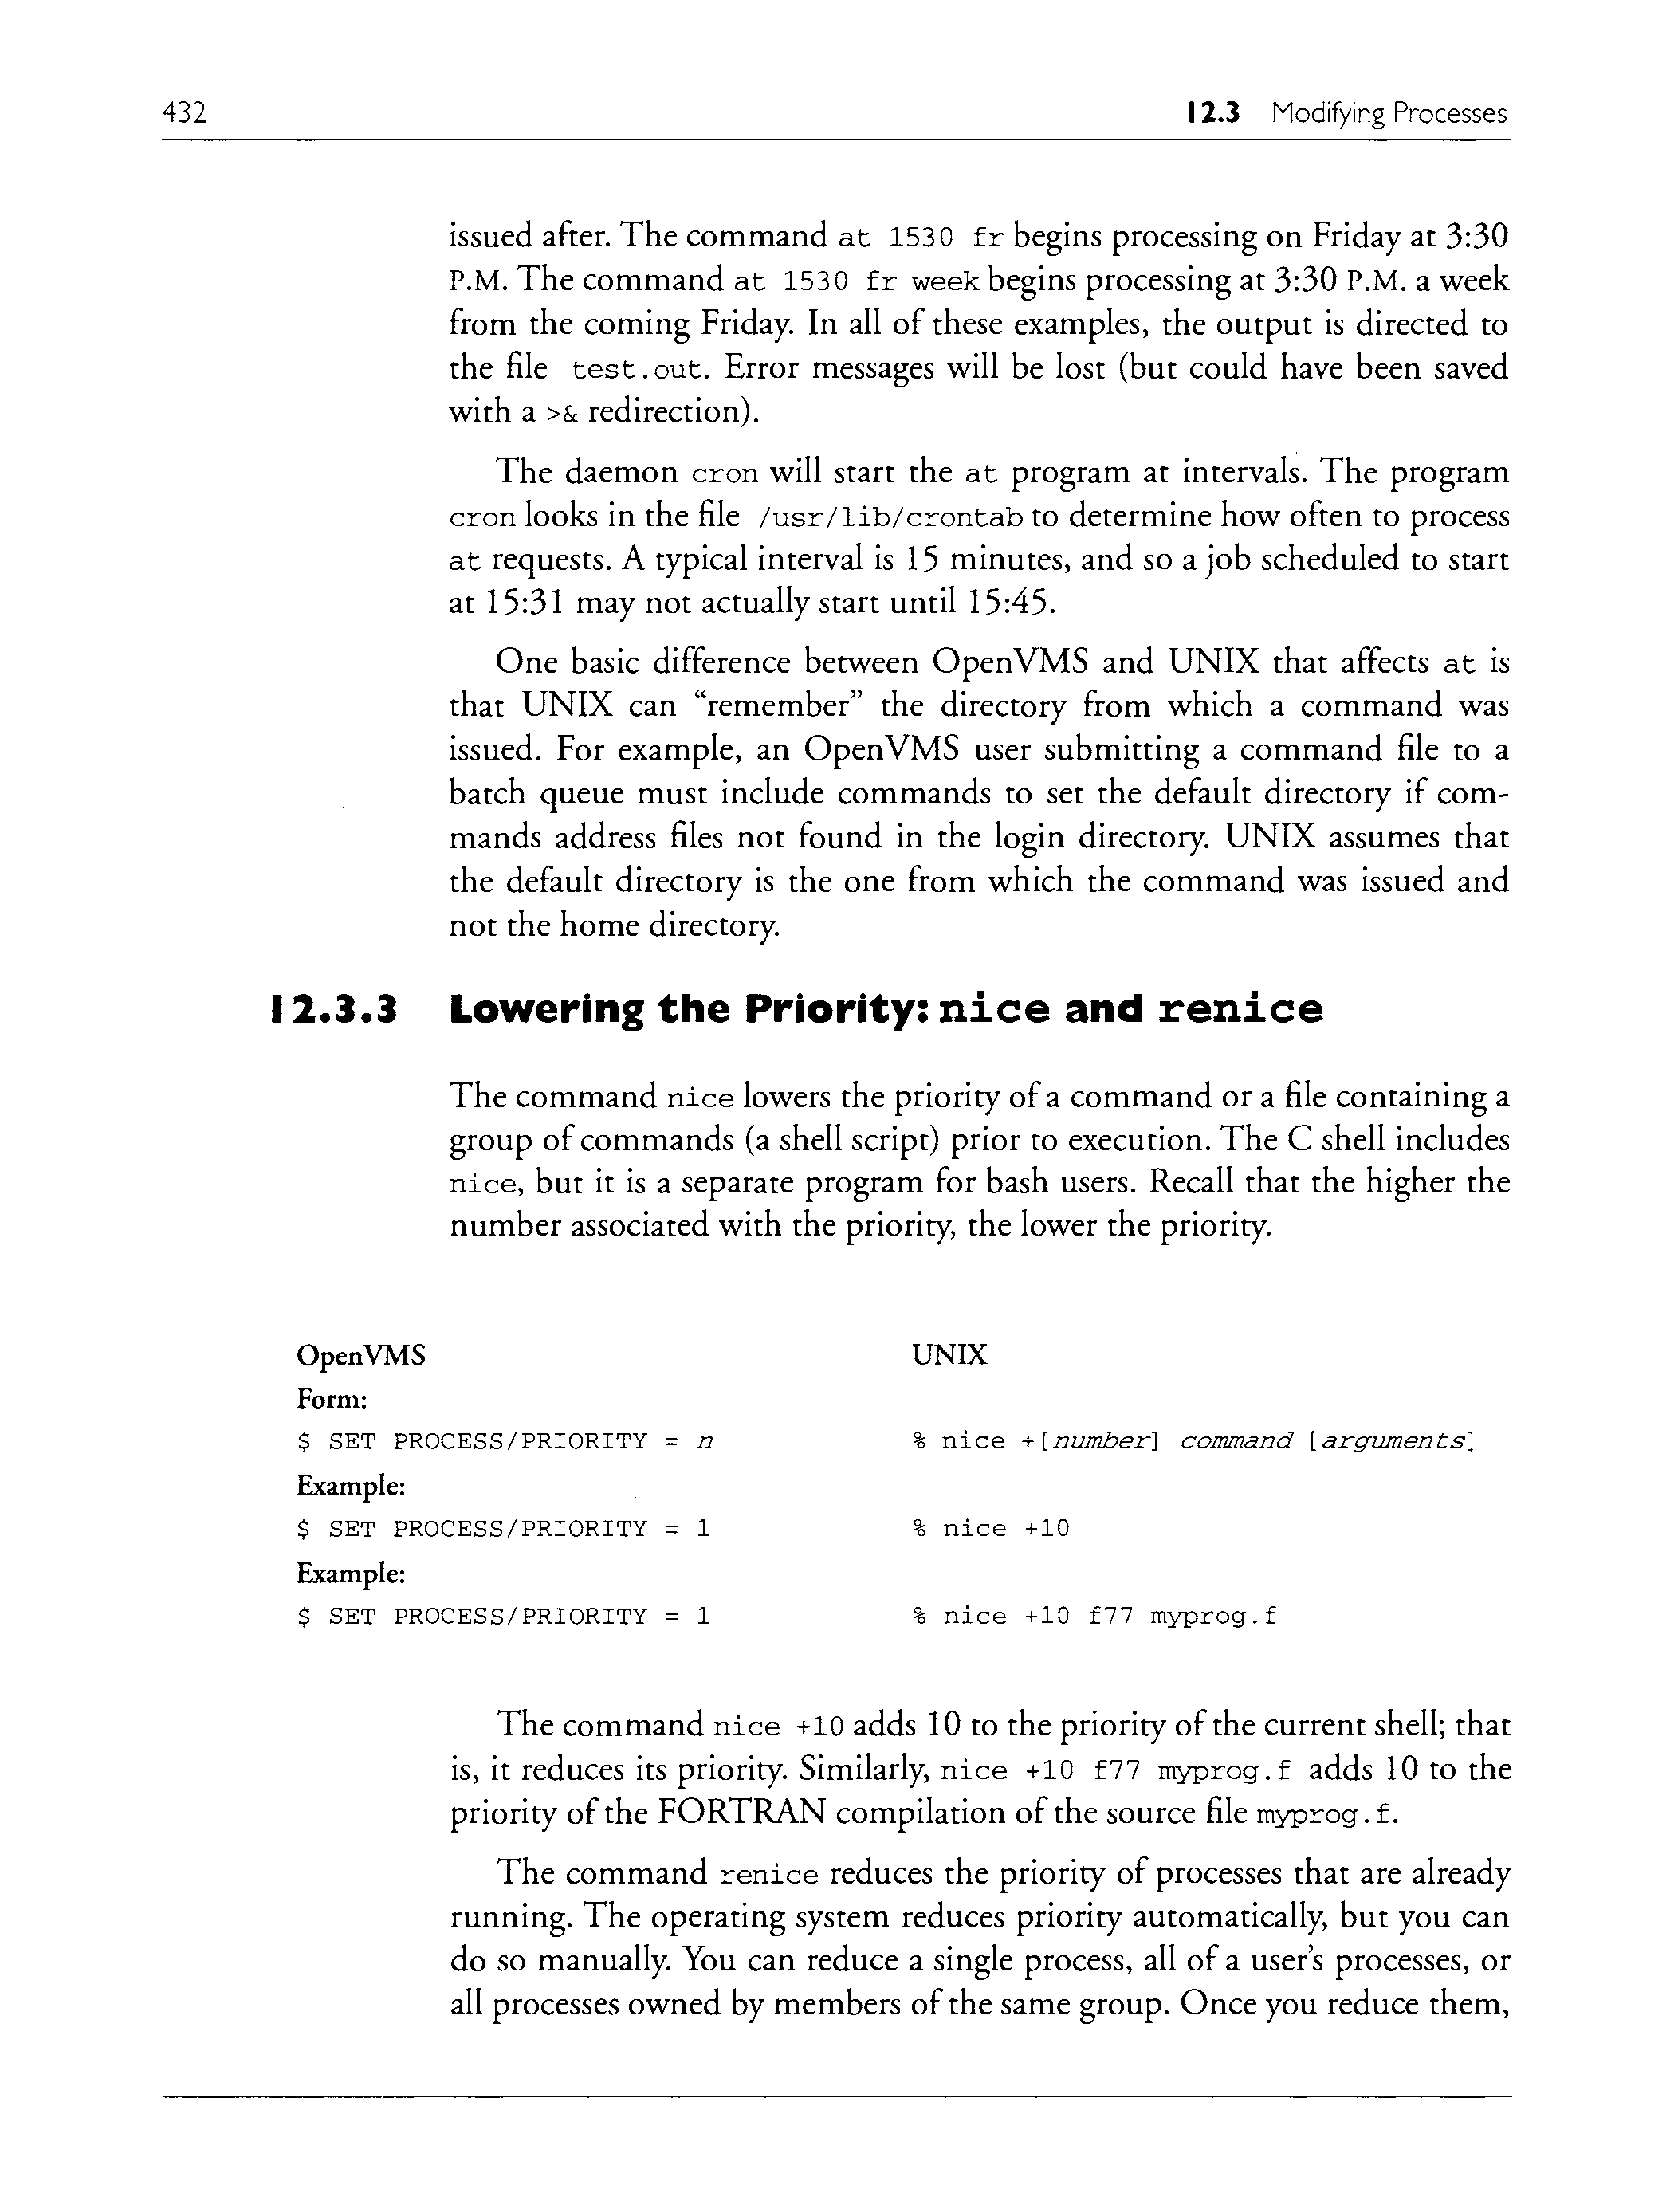 432
12.3 Modifying Processes
issued after. The command at 1530 fr begins processing on Friday at 3:30
P.M. The command at 1530 fr week begins processing at 3:30 P.M. a week
from the coming Friday. In all of these examples, the output is directed to
the file test.out. Error messages will be lost (but could have been saved
with a >& redirection).
The daemon cron will start the at program at intervals. The program
cron looks in the file /usr/lib/crontab to determine how often to process
at requests. A typical interval is 15 minutes, and so a job scheduled to start
at 15:31 may not actually start until 15:45.
One basic difference between OpenVMS and UNIX that affects at is
that UNIX can “remember” the directory from which a command was
issued. For example, an OpenVMS user submitting a command file to a
batch queue must include commands to set the default directory if com-
mands address files not found in the login directory. UNIX assumes that
the default directory is the one from which the command was issued and
not the home directory.
12.3.3 Lowering the Priority: nice and renice
The command nice lowers the priority of a command or a file containing a
group of commands (a shell script) prior to execution. The C shell includes
nice, but it is a separate program for bash users. Recall that the higher the
number associated with the priority, the lower the priority.
OpenVMS UNIX
Form:
$ SET PROCESS/PRIORITY = n % nice +[number] command [arguments]
Example:
$ SET PROCESS/PRIORITY = 1 % nice +10
Example:
$ SET PROCESS/PRIORITY = 1 % nice +10 f77 myprog.f
The command nice +10 adds 10 to the priority of the current shell; that
is, it reduces its priority. Similarly, nice +10 f77 myprog.f adds 10 to the
priority of the FORTRAN compilation of the source file myprog.f.
The command renice reduces the priority of processes that are already
running. The operating system reduces priority automatically, but you can
do so manually. You can reduce a single process, all of a user’s processes, or
all processes owned by members of the same group. Once you reduce them,